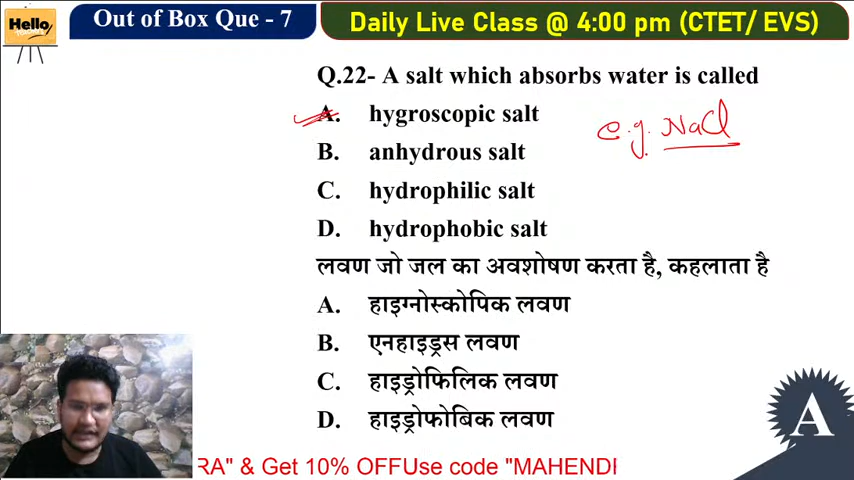 Hello
Out of Box Que - 7
Daily Live Class @ 4:00 pm (CTET/ EVS)
Q.22- A salt which absorbs water is called
A. hygroscopic salt
e.g. NaCl
B. anhydrous salt
C. hydrophilic salt
D. hydrophobic salt
लवण जो जल का अवशोषण करता है, कहलाता है
A. हाइग्नोस्कोपिक लवण
B. एनहाइड्रस लवण
C. हाइड्रोफिलिक लवण
D. हाइड्रोफोबिक लवण
A
RA" & Get 10% OFFUse code "MAHENDI